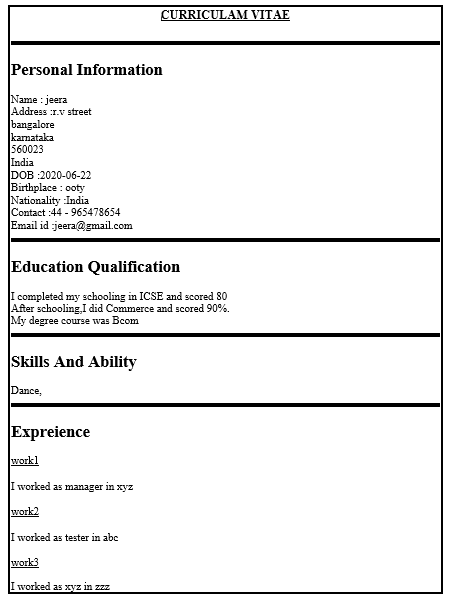 CURRICULAM VITAE
Personal Information
Name : jeera
Address :r.v street
bangalore
karnataka
560023
India
DOB :2020-06-22
Birthplace : ooty
Nationality :India
Contact :44 - 965478654
Email id :jeera@gmail.com
Education Qualification
I completed my schooling in ICSE and scored 80
After schooling,I did Commerce and scored 90%.
My degree course was Bcom
Skills And Ability
Dance,
Expreience
work1
I worked as manager in xyz
work2
I worked as tester in abc
work3
I worked as xyz in zzz